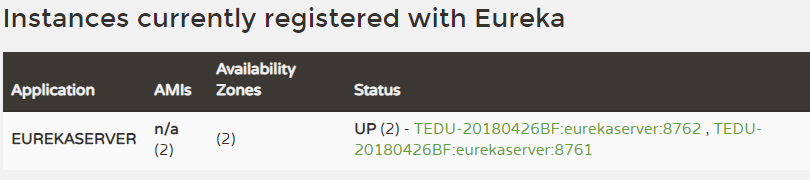 Instances currently registered with Eureka
Application AMIs Availability Zones Status
EUREKASERVER n/a (2) (2) UP (2) - TEDU-20180426BF:eurekaserver:8762 , TEDU-
20180426BF:eurekaserver:8761